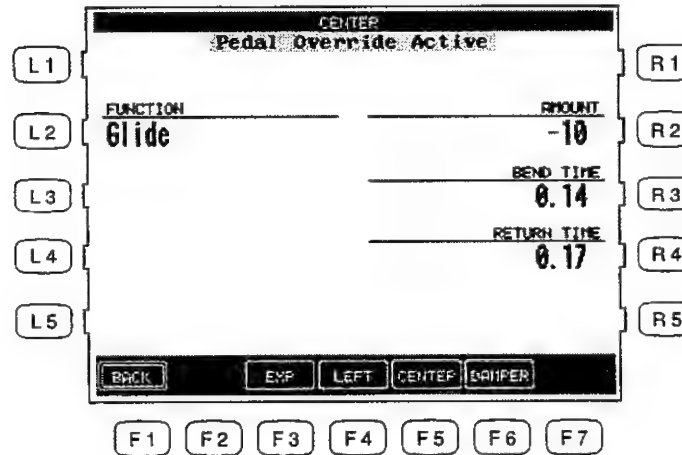 CENTER
Pedal Override Active
L1
R1
FUNCTION
AMOUNT
L2
Glide
-10
R2
BEND TIME
L3
0.14
R3
RETURN TIME
L4
0.17
R4
L5
R5
BACK EXP LEFT CENTER DAMPER
F1 F2 F3 F4 F5 F6 F7